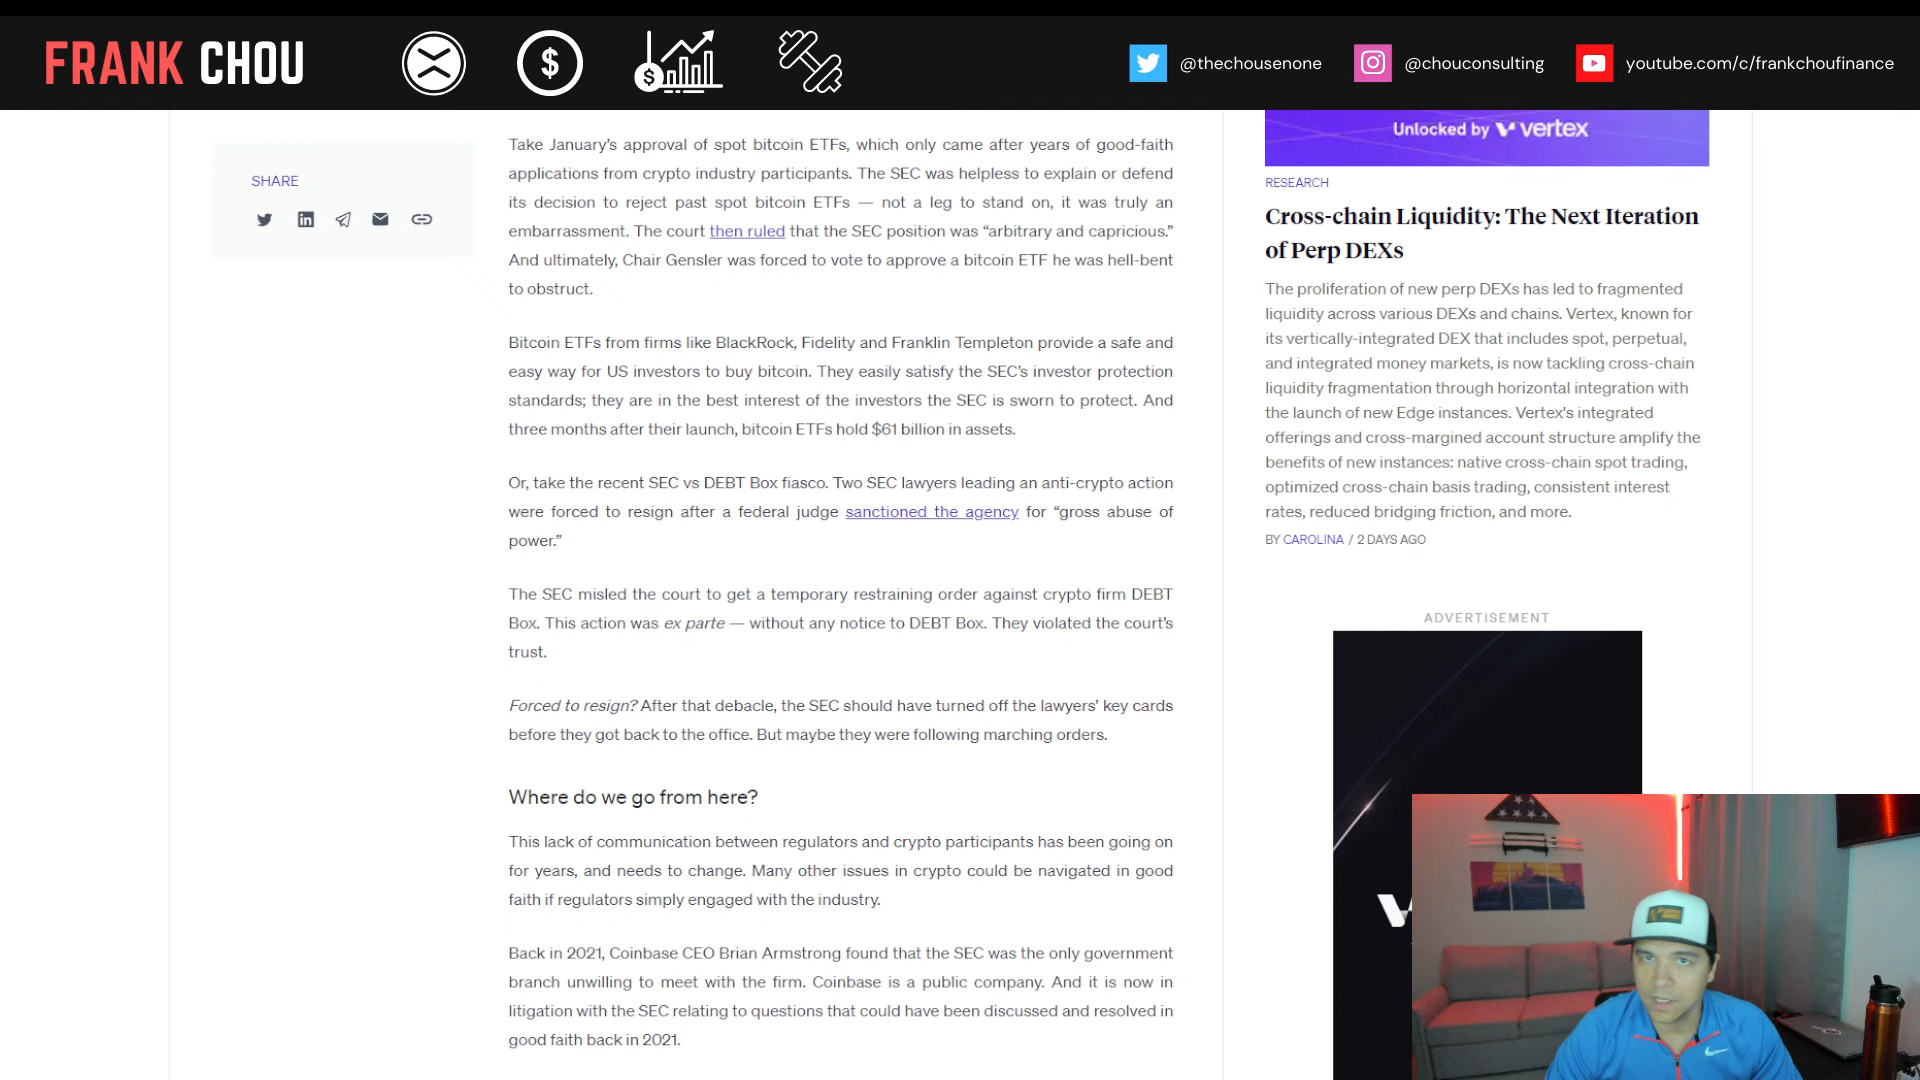 FRANK CHOU
@thechousenone
@chouconsulting
youtube.com/c/frankchoufinance
SHARE
Take January’s approval of spot bitcoin ETFs, which only came after years of good-faith
applications from crypto industry participants. The SEC was helpless to explain or defend
its decision to reject past spot bitcoin ETFs — not a leg to stand on, it was truly an
embarrassment. The court then ruled that the SEC position was “arbitrary and capricious.”
And ultimately, Chair Gensler was forced to vote to approve a bitcoin ETF he was hell-bent
to obstruct.
Bitcoin ETFs from firms like BlackRock, Fidelity and Franklin Templeton provide a safe and
easy way for US investors to buy bitcoin. They easily satisfy the SEC’s investor protection
standards; they are in the best interest of the investors the SEC is sworn to protect. And
three months after their launch, bitcoin ETFs hold $61 billion in assets.
Or, take the recent SEC vs DEBT Box fiasco. Two SEC lawyers leading an anti-crypto action
were forced to resign after a federal judge sanctioned the agency for “gross abuse of
power.”
The SEC misled the court to get a temporary restraining order against crypto firm DEBT
Box. This action was ex parte — without any notice to DEBT Box. They violated the court’s
trust.
Forced to resign? After that debacle, the SEC should have turned off the lawyers’ key cards
before they got back to the office. But maybe they were following marching orders.
Where do we go from here?
This lack of communication between regulators and crypto participants has been going on
for years, and needs to change. Many other issues in crypto could be navigated in good
faith if regulators simply engaged with the industry.
Back in 2021, Coinbase CEO Brian Armstrong found that the SEC was the only government
branch unwilling to meet with the firm. Coinbase is a public company. And it is now in
litigation with the SEC relating to questions that could have been discussed and resolved in
good faith back in 2021.
Unlocked by vertex
RESEARCH
Cross-chain Liquidity: The Next Iteration
of Perp DEXs
The proliferation of new perp DEXs has led to fragmented
liquidity across various DEXs and chains. Vertex, known for
its vertically-integrated DEX that includes spot, perpetual,
and integrated money markets, is now tackling cross-chain
liquidity fragmentation through horizontal integration with
the launch of new Edge instances. Vertex's integrated
offerings and cross-margined account structure amplify the
benefits of new instances: native cross-chain spot trading,
optimized cross-chain basis trading, consistent interest
rates, reduced bridging friction, and more.
BY CAROLINA / 2 DAYS AGO
ADVERTISEMENT